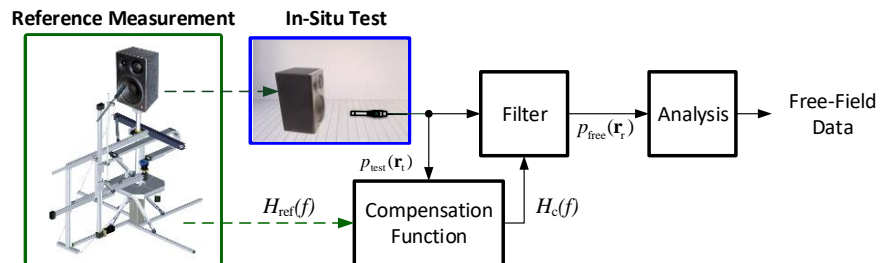 Reference Measurement
In-Situ Test
Filter
Analysis
Free-Field
Data
p_free(r_r)
p_test(r_t)
H_ref(f)
Compensation
Function
H_c(f)